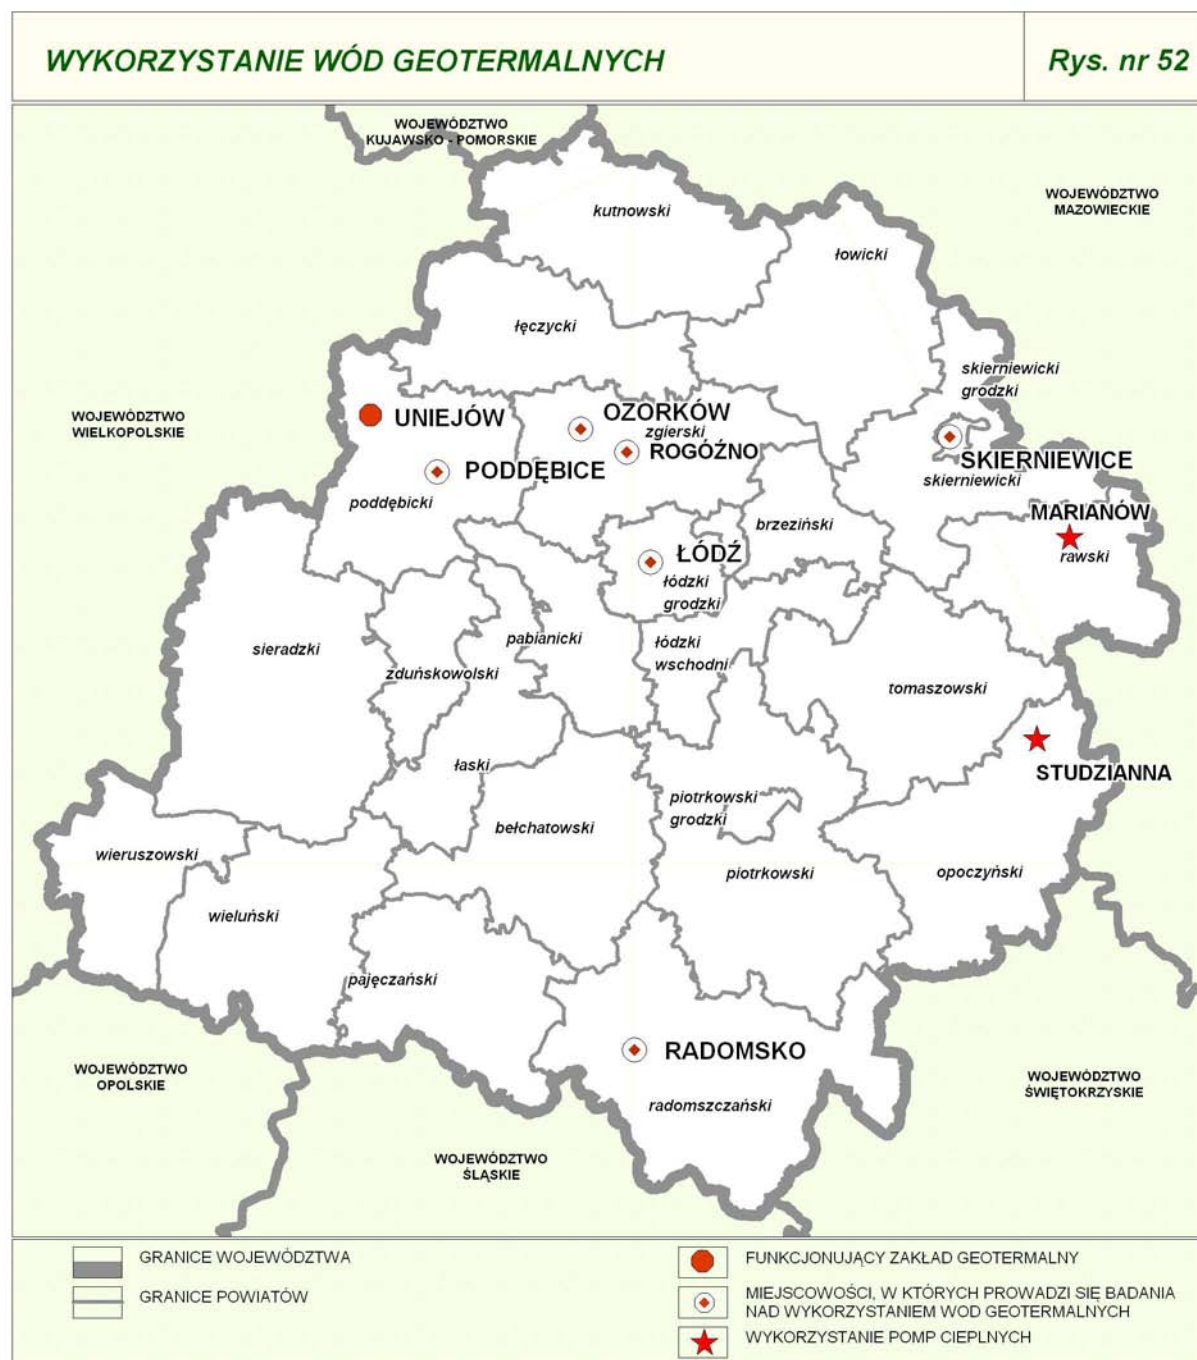 WYKORZYSTANIE WÓD GEOTERMALNYCH
Rys. nr 52
WOJEWÓDZTWO
KUJAWSKO - POMORSKIE
WOJEWÓDZTWO
MAZOWIECKIE
kutnowski
łowicki
łęczycki
skierniewicki
grodzki
WOJEWÓDZTWO
WIELKOPOLSKIE
UNIEJÓW
OZORKÓW
zgierski
ROGÓŹNO
SKIERNIEWICE
skierniewicki
PODDĘBICE
poddębicki
MARIANÓW
rawski
brzeziński
ŁÓDŹ
łódzki
grodzki
sieradzki
pabianicki
łódzki
wschodni
zduńskowolski
tomaszowski
STUDZIANNA
łaski
piotrkowski
grodzki
bełchatowski
wieruszowski
piotrkowski
opoczyński
wieluński
pajęczański
RADOMSKO
radomszczański
WOJEWÓDZTWO
OPOLSKIE
WOJEWÓDZTWO
ŚWIĘTOKRZYSKIE
WOJEWÓDZTWO
ŚLĄSKIE
GRANICE WOJEWÓDZTWA
GRANICE POWIATÓW
FUNKCJONUJĄCY ZAKŁAD GEOTERMALNY
MIEJSCOWOŚCI, W KTÓRYCH PROWADZI SIĘ BADANIA
NAD WYKORZYSTANIEM WOD GEOTERMALNYCH
WYKORZYSTANIE POMP CIEPLNYCH